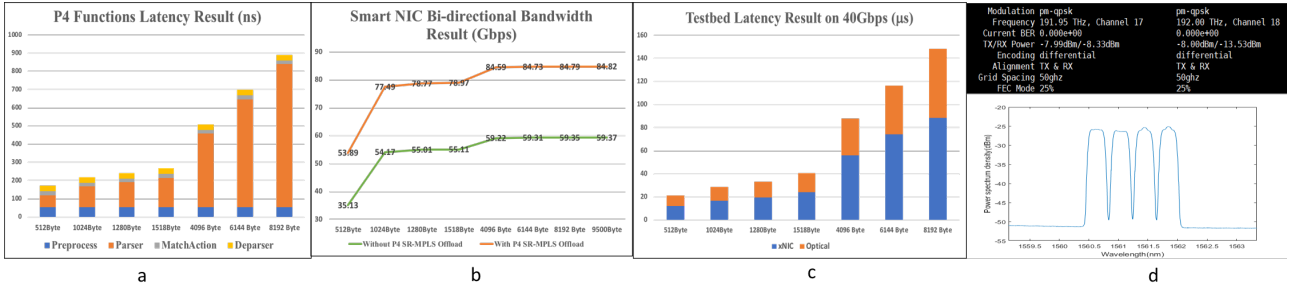 P4 Functions Latency Result (ns)
1000
900
800
700
600
500
400
300
200
100
0
512Byte 1024Byte 1280Byte 1518Byte 4096 Byte 6144 Byte 8192 Byte
Preprocess Parser MatchAction Deparser
a
Smart NIC Bi-directional Bandwidth
Result (Gbps)
90
80
70
60
50
40
30
53.89 77.49 78.77 78.97 84.59 84.73 84.79 84.82
35.13 54.17 55.01 55.11 59.22 59.31 59.35 59.37
512Byte 1024Byte 1280Byte 1518Byte 4096 Byte 6144 Byte 8192 Byte 9500Byte
Without P4 SR-MPLS Offload With P4 SR-MPLS Offload
b
Testbed Latency Result on 40Gbps (μs)
160
140
120
100
80
60
40
20
0
512Byte 1024Byte 1280Byte 1518Byte 4096 Byte 6144 Byte 8192 Byte
xNIC Optical
c
Modulation pm-qpsk pm-qpsk
Frequency 191.95 THz, Channel 17 192.00 THz, Channel 18
Current BER 0.000e+00 0.000e+00
TX/RX Power -7.99dBm/-8.33dBm -8.00dBm/-13.53dBm
Encoding differential differential
Alignment TX & RX TX & RX
Grid Spacing 50ghz 50ghz
FEC Mode 25% 25%
Power spectrum density(dBm)
-20
-25
-30
-35
-40
-45
-50
-55
1559.5 1560 1560.5 1561 1561.5 1562 1562.5 1563
Wavelength(nm)
d